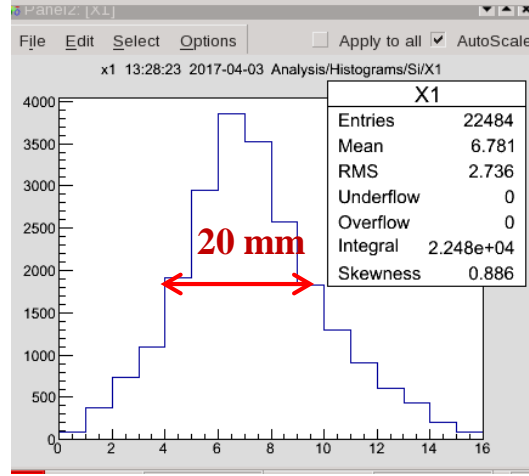 Panel2: [X1]
File Edit Select Options Apply to all AutoScale
x1 13:28:23 2017-04-03 Analysis/Histograms/Si/X1
X1
Entries 22484
Mean 6.781
RMS 2.736
Underflow 0
Overflow 0
Integral 2.248e+04
Skewness 0.886
4000
3500
3000
2500
2000
1500
1000
500
0
20 mm
0 2 4 6 8 10 12 14 16